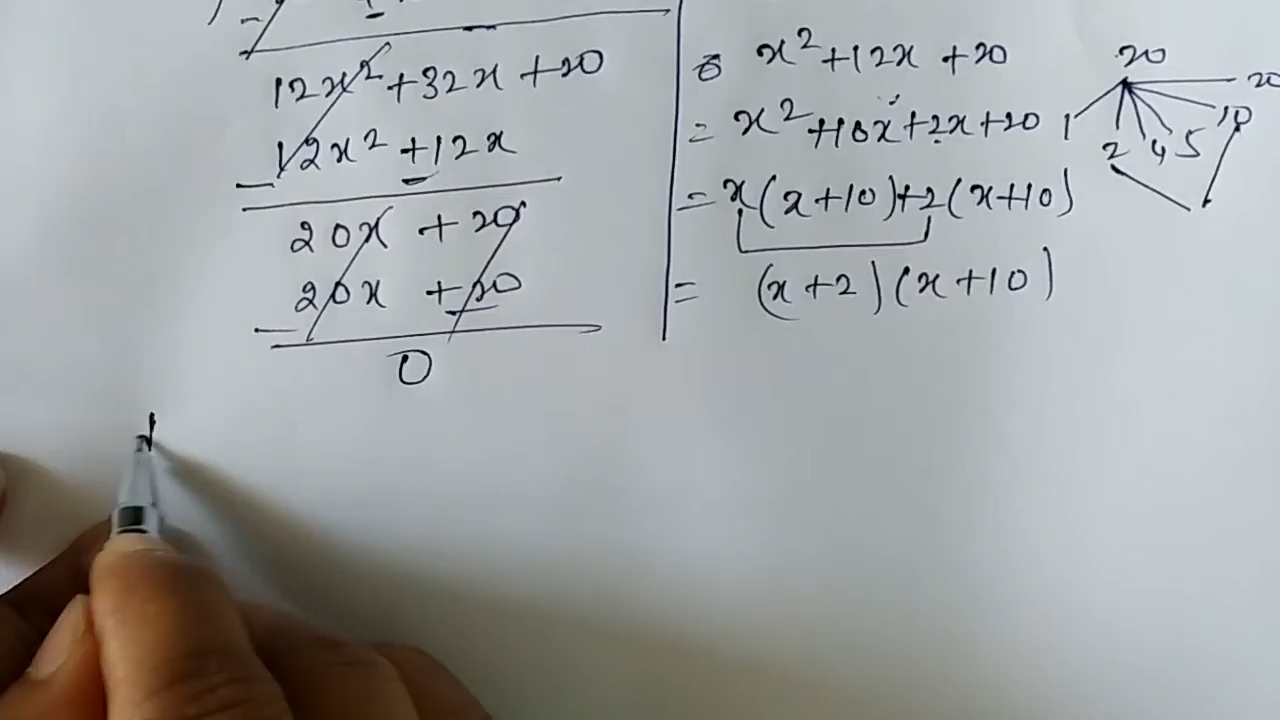 12x² + 32x + 20
12x² + 12x
20x + 20
20x + 20
0
x² + 12x + 20
= x² + 10x + 2x + 20
= x(x + 10) + 2(x + 10)
= (x + 2)(x + 10)
20
1 2 4 5 10 20